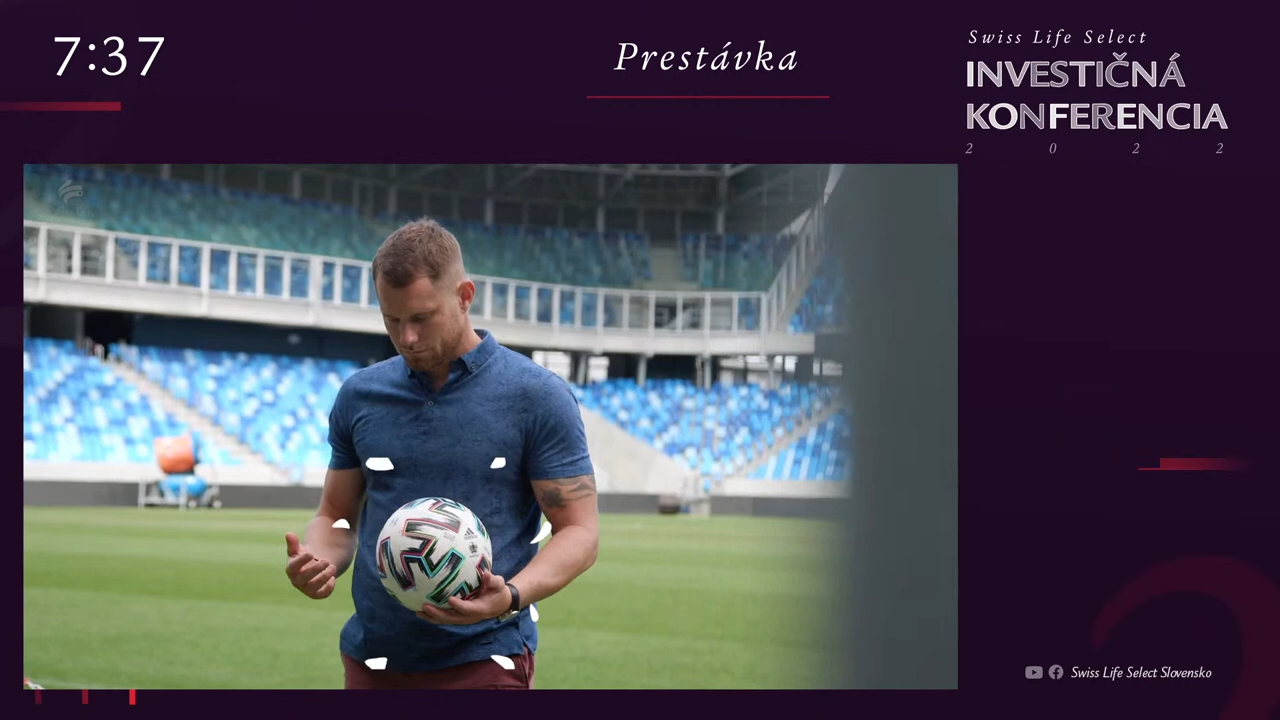 7:37
Prestávka
Swiss Life Select
INVESTIČNÁ
KONFERENCIA
2 0 2 2
Swiss Life Select Slovensko